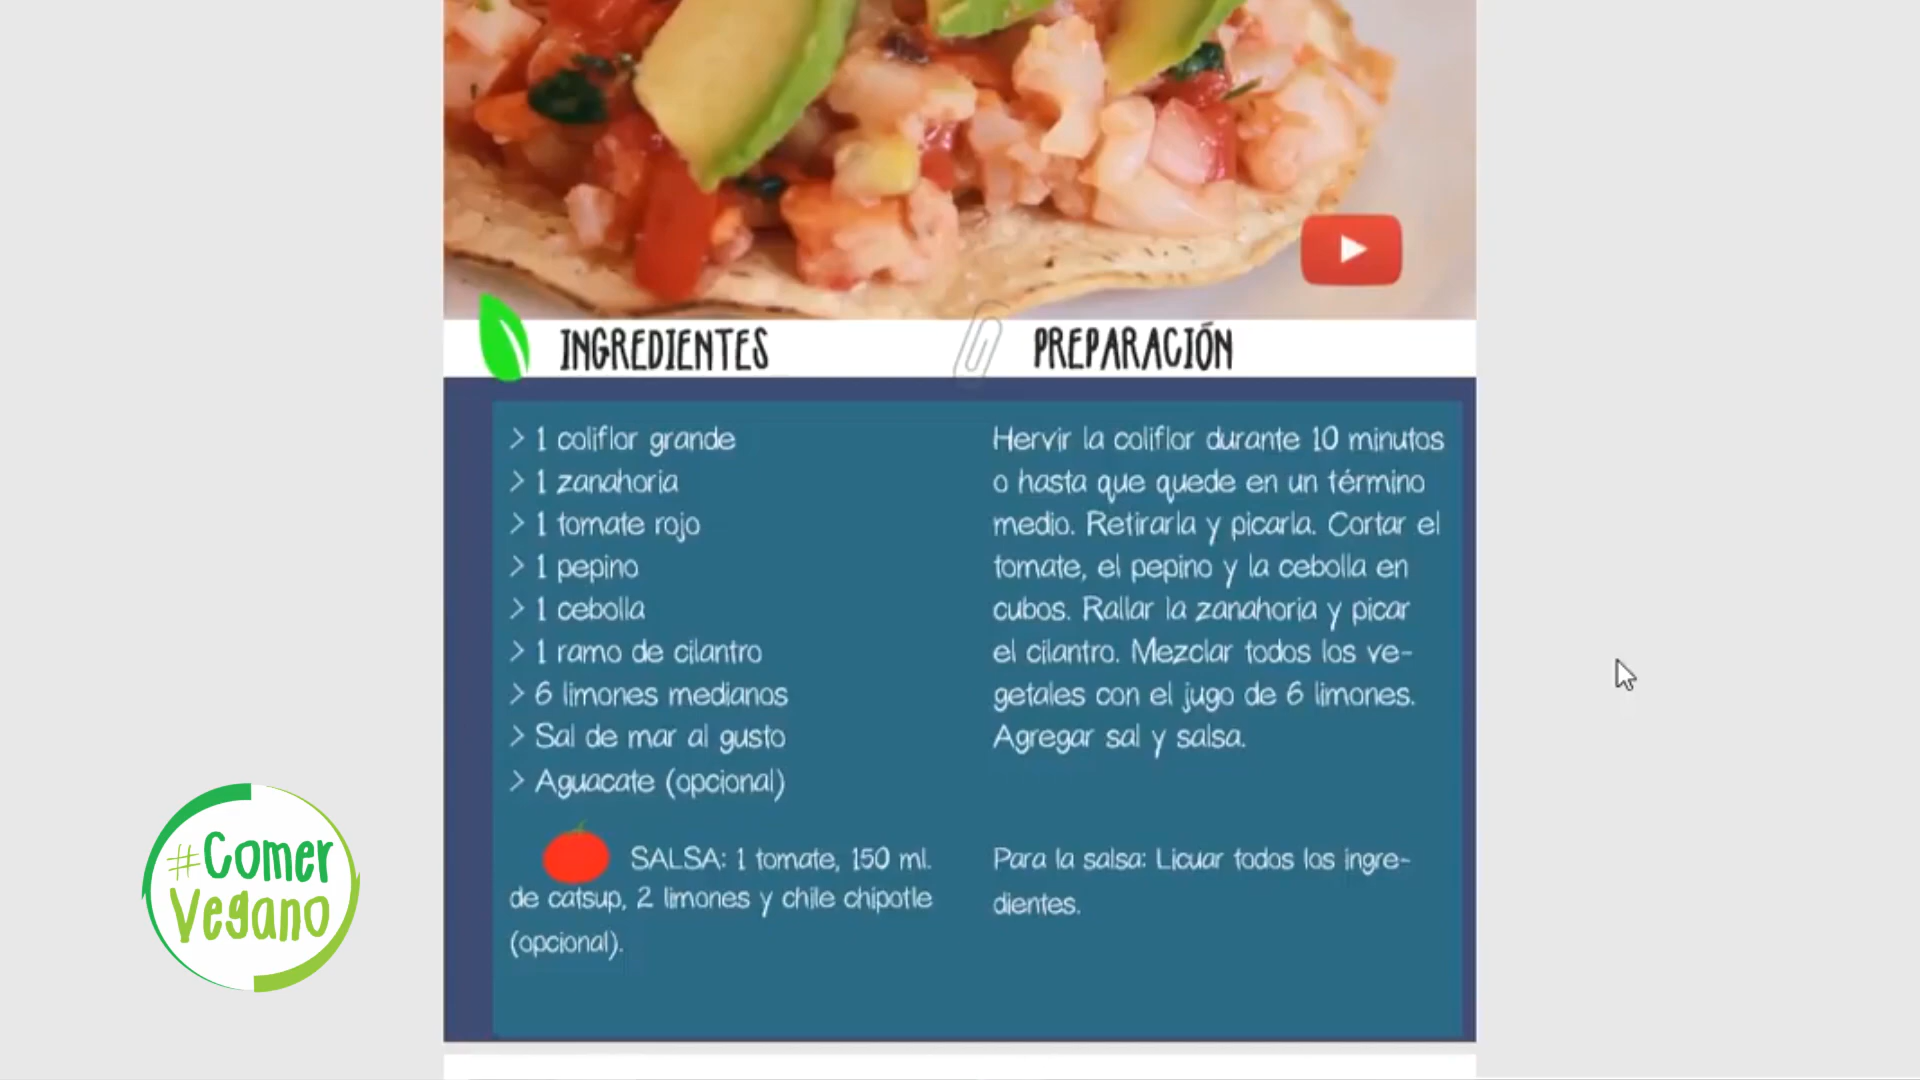 INGREDIENTES
PREPARACIÓN
> 1 coliflor grande
> 1 zanahoria
> 1 tomate rojo
> 1 pepino
> 1 cebolla
> 1 ramo de cilantro
> 6 limones medianos
> Sal de mar al gusto
> Aguacate (opcional)
SALSA: 1 tomate, 150 ml.
de catsup, 2 limones y chile chipotle
(opcional).
Hervir la coliflor durante 10 minutos
o hasta que quede en un término
medio. Retirarla y picarla. Cortar el
tomate, el pepino y la cebolla en
cubos. Rallar la zanahoria y picar
el cilantro. Mezclar todos los ve-
getales con el jugo de 6 limones.
Agregar sal y salsa.
Para la salsa: Licuar todos los ingre-
dientes.
#Comer
Vegano